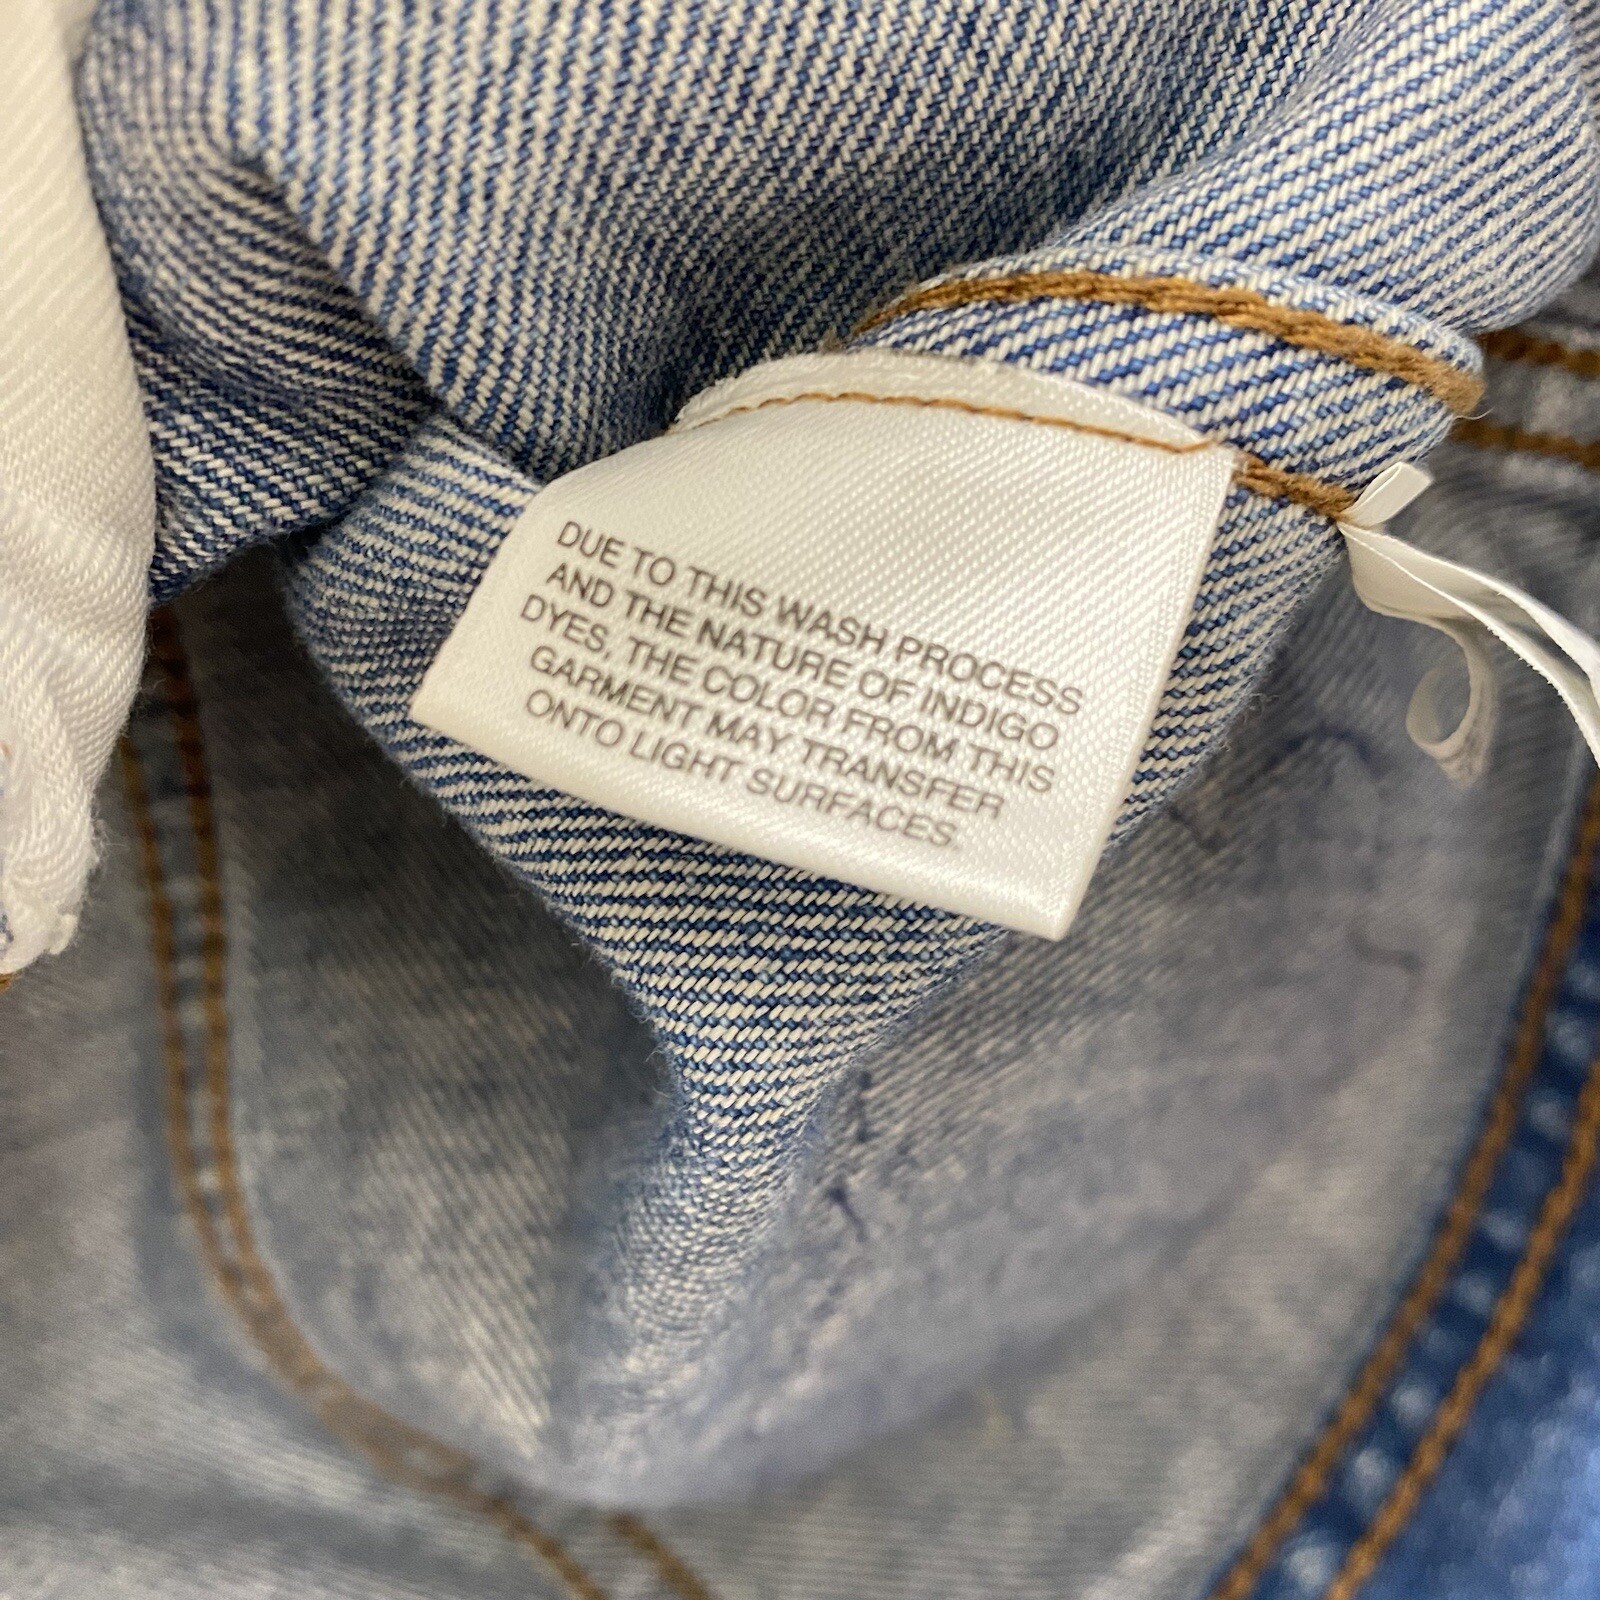 DUE TO THIS WASH PROCESS
AND THE NATURE OF INDIGO
DYES, THE COLOR FROM THIS
GARMENT MAY TRANSFER
ONTO LIGHT SURFACES.